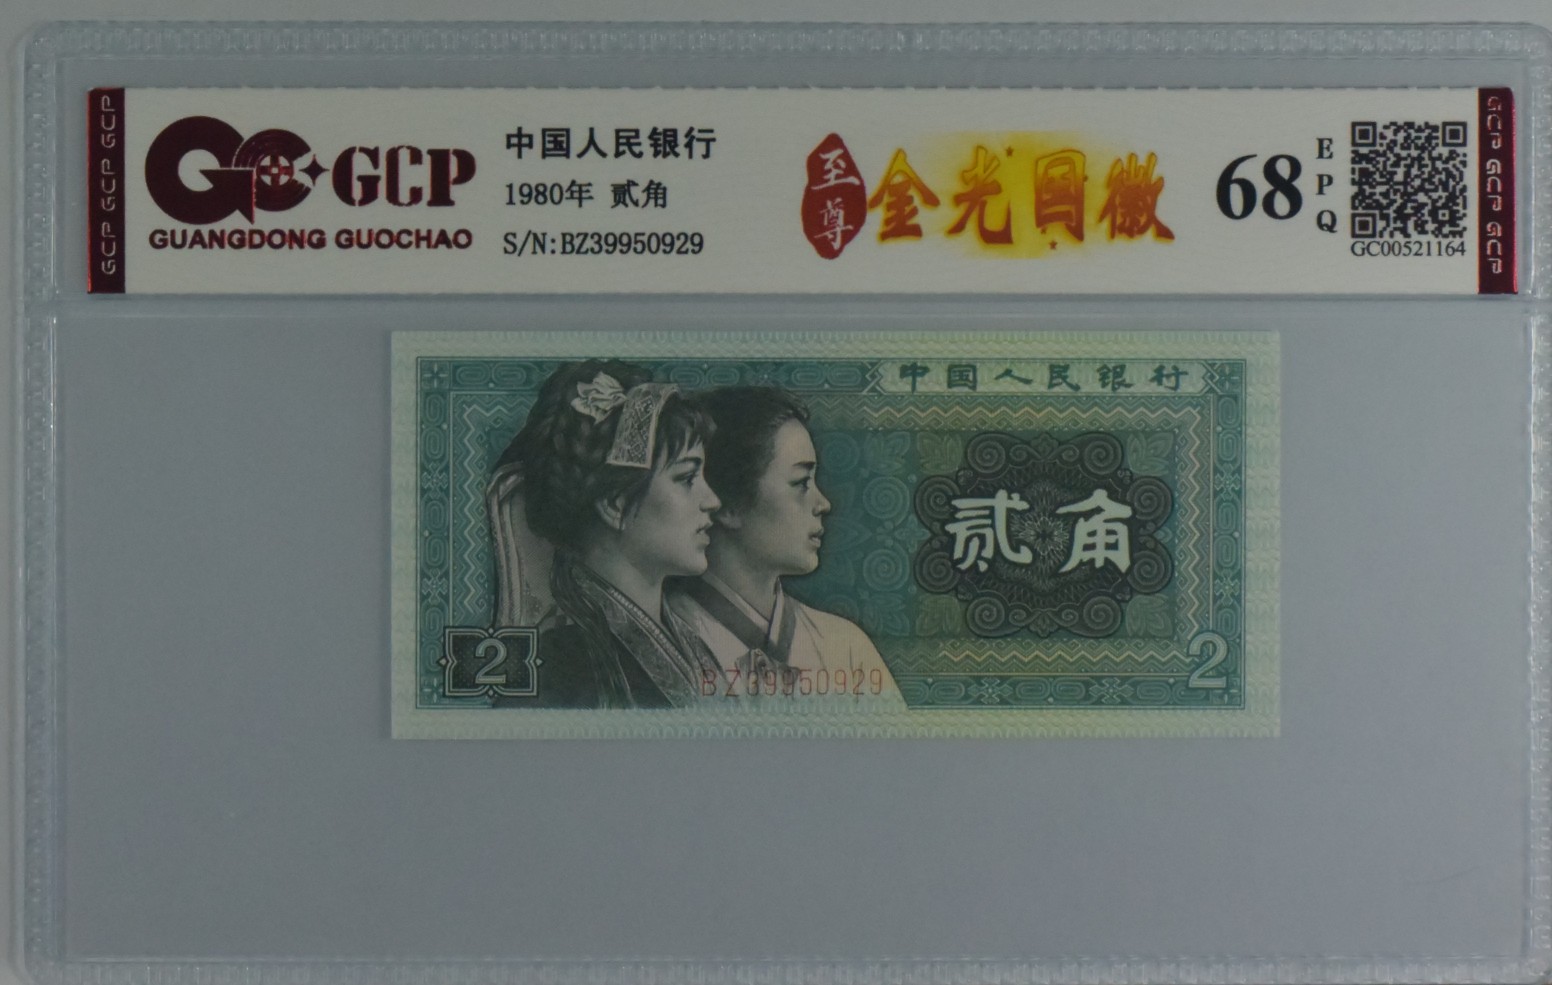 GCP GCP GCP
GCP
GUANGDONG GUOCHAO
中国人民银行
1980年 贰角
S/N:BZ39950929
至尊
金光国徽
68
EPQ
GC00521164
GCP GCP GCP
中国人民银行
贰角
2
2
BZ39950929